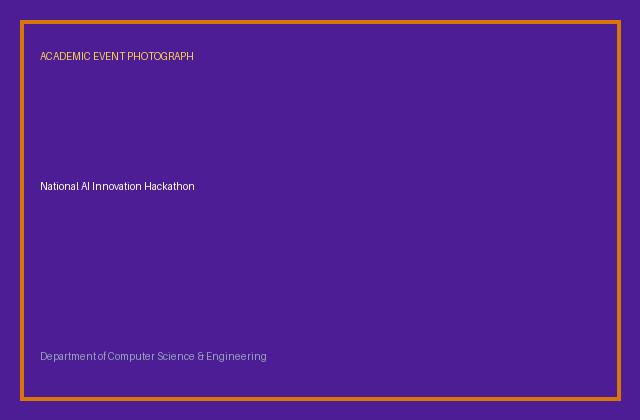 ACADEMIC EVENT PHOTOGRAPH
National AI Innovation Hackathon
Department of Computer Science & Engineering